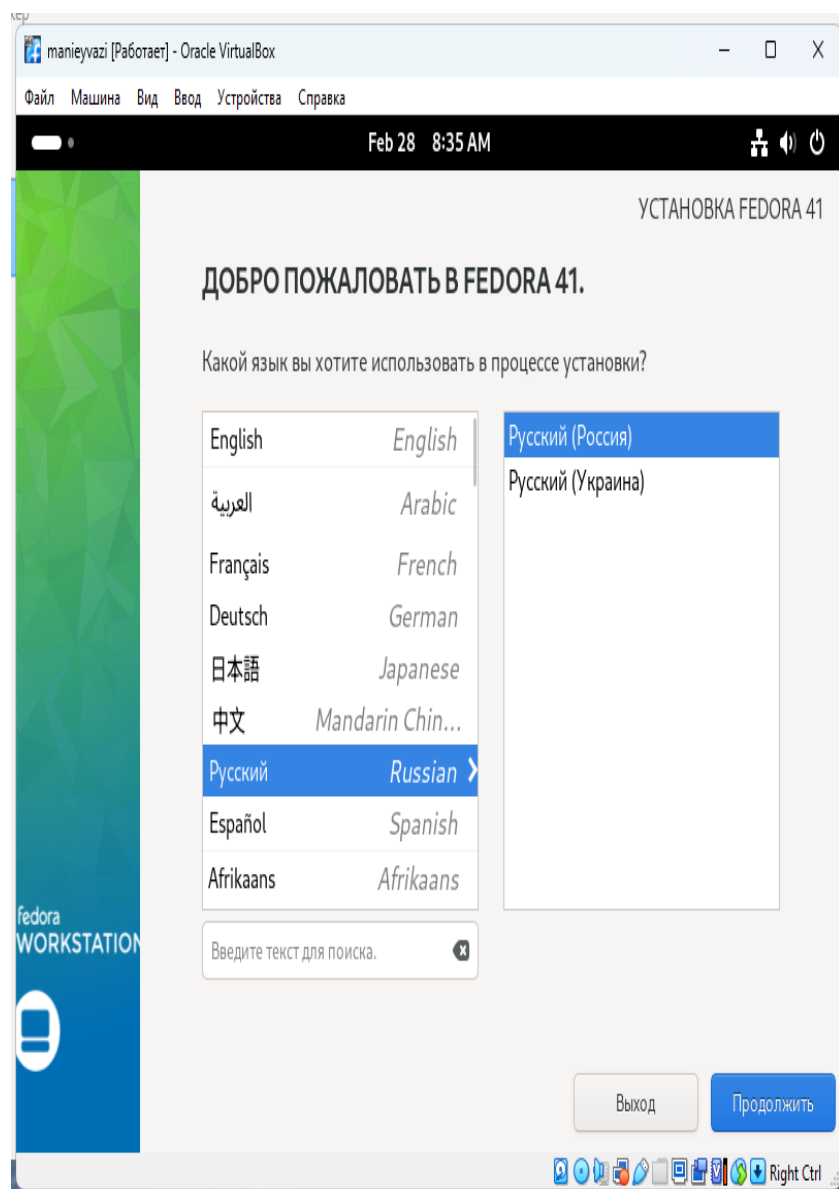 manieyvazi [Работает] - Oracle VirtualBox
Файл Машина Вид Ввод Устройства Справка
Feb 28 8:35 AM
УСТАНОВКА FEDORA 41
ДОБРО ПОЖАЛОВАТЬ В FEDORA 41.
Какой язык вы хотите использовать в процессе установки?
English English
العربية Arabic
Français French
Deutsch German
日本語 Japanese
中文 Mandarin Chin...
Русский Russian
Español Spanish
Afrikaans Afrikaans
Русский (Россия)
Русский (Украина)
Введите текст для поиска.
fedora
WORKSTATION
Выход Продолжить
Right Ctrl